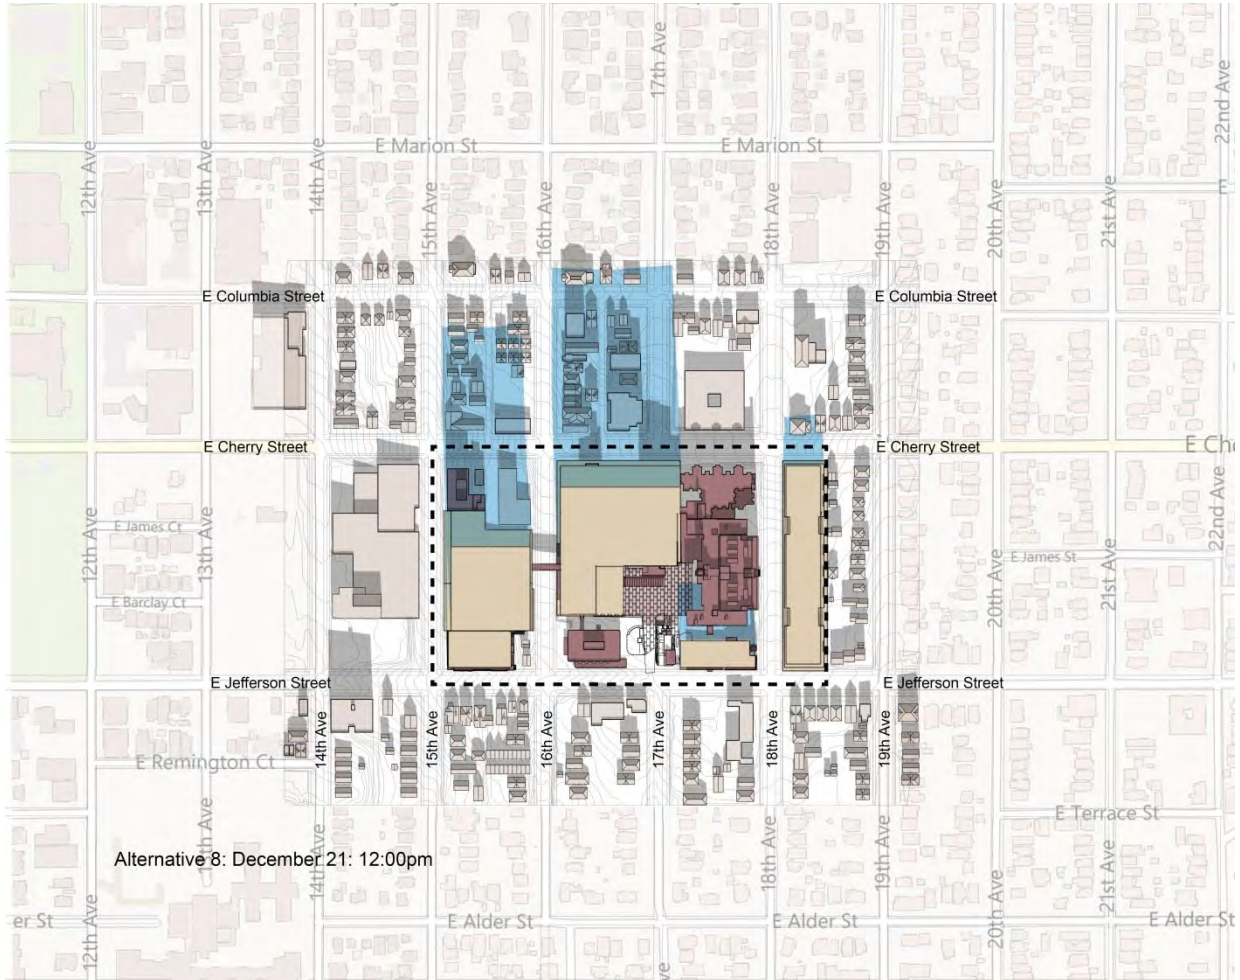 17th Ave
22nd Ave
E Marion St
E Marion St
12th Ave
13th Ave
14th Ave
15th Ave
16th Ave
18th Ave
19th Ave
20th Ave
21st Ave
E
E Columbia Street
E Columbia Street
E Cherry Street
E Cherry Street
E Che
E James Ct
E James St
12th Ave
13th Ave
20th Ave
21st Ave
22nd Ave
E Barclay Ct
E Jefferson Street
E Jefferson Street
14th Ave
15th Ave
16th Ave
17th Ave
18th Ave
19th Ave
E Remington Ct
E Terrace St
Alternative 8: December 21: 12:00pm
14th Ave
18th Ave
19th Ave
21st Ave
er St
E Alder St
E Alder St
E Alder St
12th Ave
20th Ave
ve